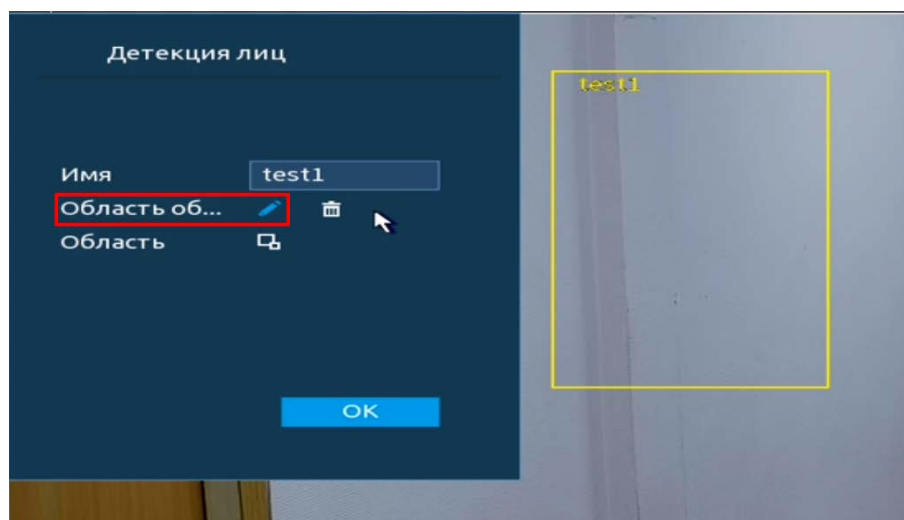 Детекция лиц
test1
Имя
test1
Область об...
Область
OK